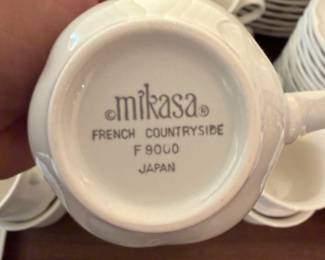 ©mikasa®
FRENCH COUNTRYSIDE
F 9000
JAPAN